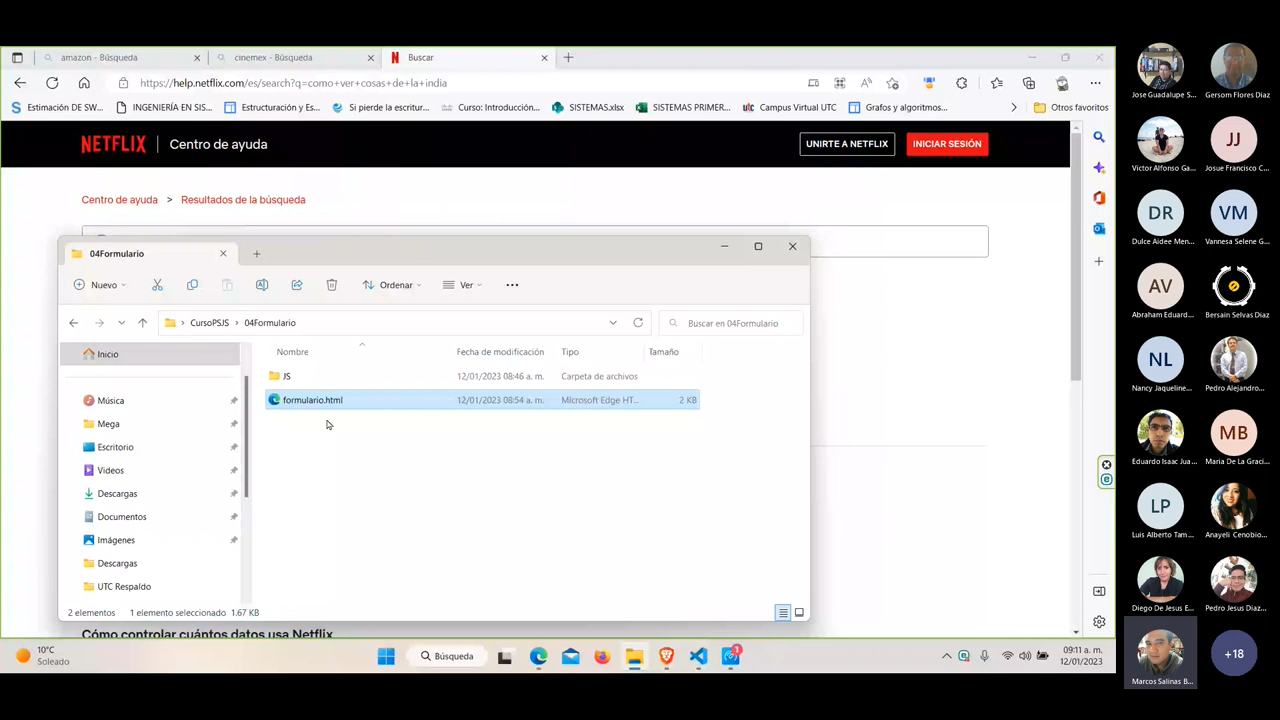 amazon - Búsqueda
cinemex - Búsqueda
Buscar
https://help.netflix.com/es/search?q=como+ver+cosas+de+la+india
Estimación DE SW...
INGENIERÍA EN SIS...
Estructuración y Es...
Si pierde la escritur...
Curso: Introducción...
SISTEMAS.xlsx
SISTEMAS PRIMER...
Campus Virtual UTC
Grafos y algoritmos...
Otros favoritos
NETFLIX
Centro de ayuda
UNIRTE A NETFLIX
INICIAR SESIÓN
Centro de ayuda > Resultados de la búsqueda
04Formulario
Nuevo
Ordenar
Ver
CursoPSJS > 04Formulario
Buscar en 04Formulario
Inicio
Música
Mega
Escritorio
Videos
Descargas
Documentos
Imágenes
Descargas
UTC Respaldo
Nombre Fecha de modificación Tipo Tamaño
JS 12/01/2023 08:46 a. m. Carpeta de archivos
formulario.html 12/01/2023 08:54 a. m. Microsoft Edge HT... 2 KB
2 elementos 1 elemento seleccionado 1.67 KB
Cómo controlar cuántos datos usa Netflix
10°C
Soleado
Búsqueda
1
09:11 a. m.
12/01/2023
Jose Guadalupe S...
Gersom Flores Diaz
Victor Alfonso Ga...
JJ
Josue Francisco C...
DR
Dulce Aidee Men...
VM
Vannesa Selene G...
AV
Abraham Eduard...
Bersain Selvas Diaz
NL
Nancy Jaqueline...
Pedro Alejandro...
Eduardo Isaac Jua...
MB
Maria De La Graci...
LP
Luis Alberto Tam...
Anayeli Cenobio...
Diego De Jesus E...
Pedro Jesus Diaz...
Marcos Salinas B...
+18